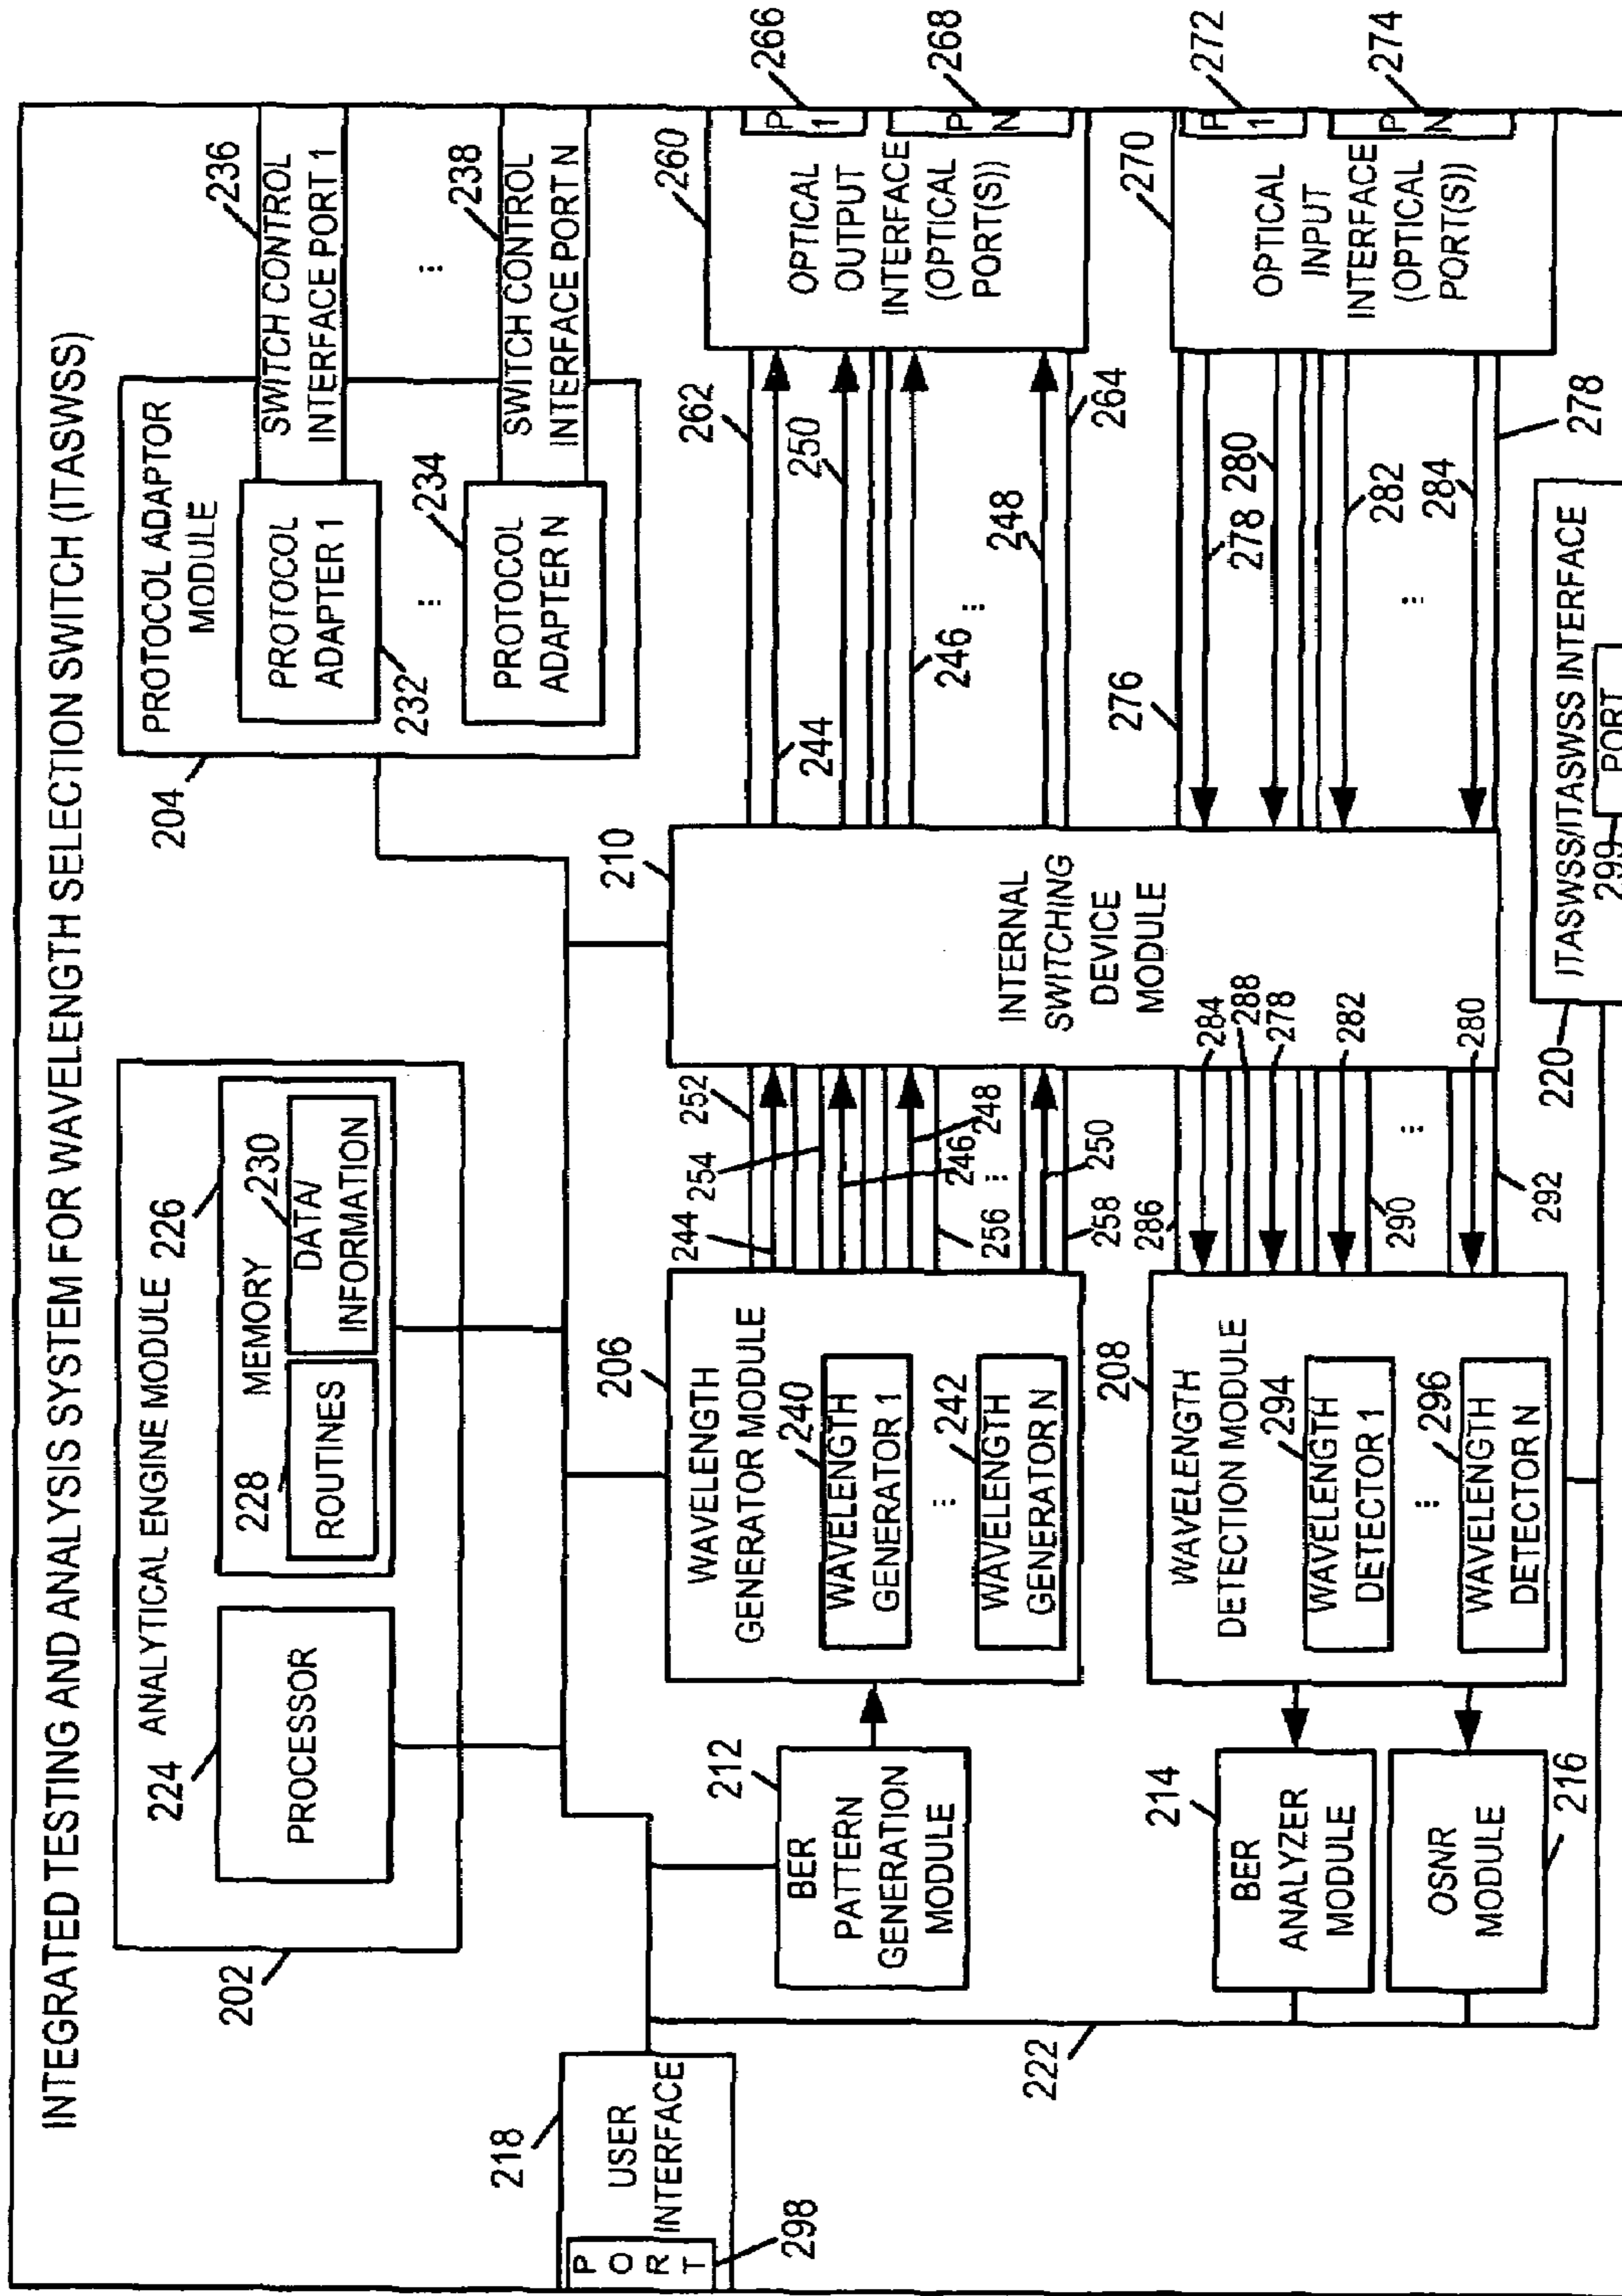 INTEGRATED TESTING AND ANALYSIS SYSTEM FOR WAVELENGTH SELECTION SWITCH (ITASWSS)
202
ANALYTICAL ENGINE MODULE
224
PROCESSOR
226
MEMORY
228
ROUTINES
230
DATA/
INFORMATION
204
PROTOCOL ADAPTOR
MODULE
PROTOCOL
ADAPTER 1
232
⋮
234
PROTOCOL
ADAPTER N
236
SWITCH CONTROL
INTERFACE PORT 1
⋮
238
SWITCH CONTROL
INTERFACE PORT N
218
USER
INTERFACE
PORT
298
212
BER
PATTERN
GENERATION
MODULE
206
WAVELENGTH
GENERATOR MODULE
240
WAVELENGTH
GENERATOR 1
⋮
242
WAVELENGTH
GENERATOR N
244
252
254
246
248
256
⋮
250
258
210
INTERNAL
SWITCHING
DEVICE
MODULE
262
244
250
246
⋮
248
264
260
OPTICAL
OUTPUT
INTERFACE
(OPTICAL
PORT(S))
P1
266
PN
268
222
214
BER
ANALYZER
MODULE
OSNR
MODULE
216
208
WAVELENGTH
DETECTION MODULE
294
WAVELENGTH
DETECTOR 1
⋮
296
WAVELENGTH
DETECTOR N
286
284
288
278
282
290
⋮
280
292
276
278
280
282
⋮
284
278
270
OPTICAL
INPUT
INTERFACE
(OPTICAL
PORT(S))
P1
272
PN
274
220
ITASWSS/ITASWSS INTERFACE
299
PORT